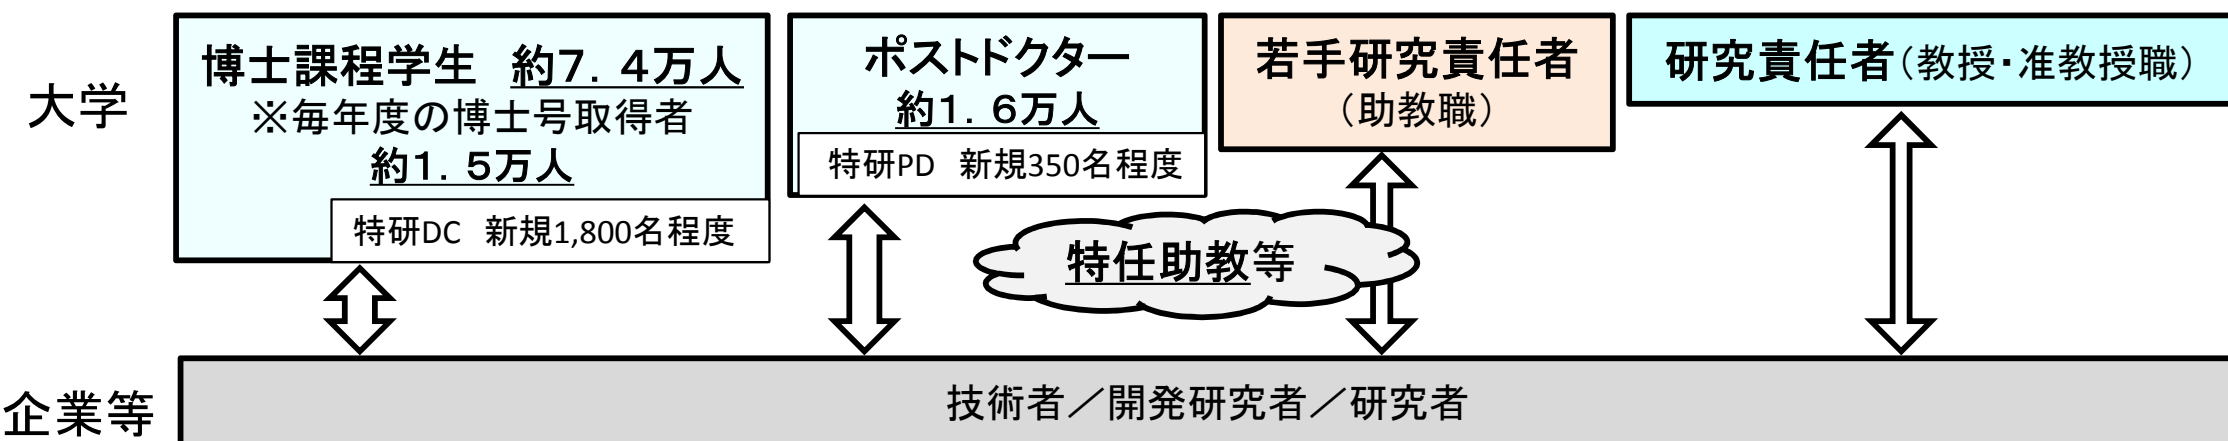 大学
博士課程学生　約７．４万人
※毎年度の博士号取得者
約１．５万人
特研DC　新規1,800名程度
ポストドクター
約１．６万人
特研PD　新規350名程度
若手研究責任者
（助教職）
研究責任者（教授・准教授職）
特任助教等
企業等
技術者／開発研究者／研究者